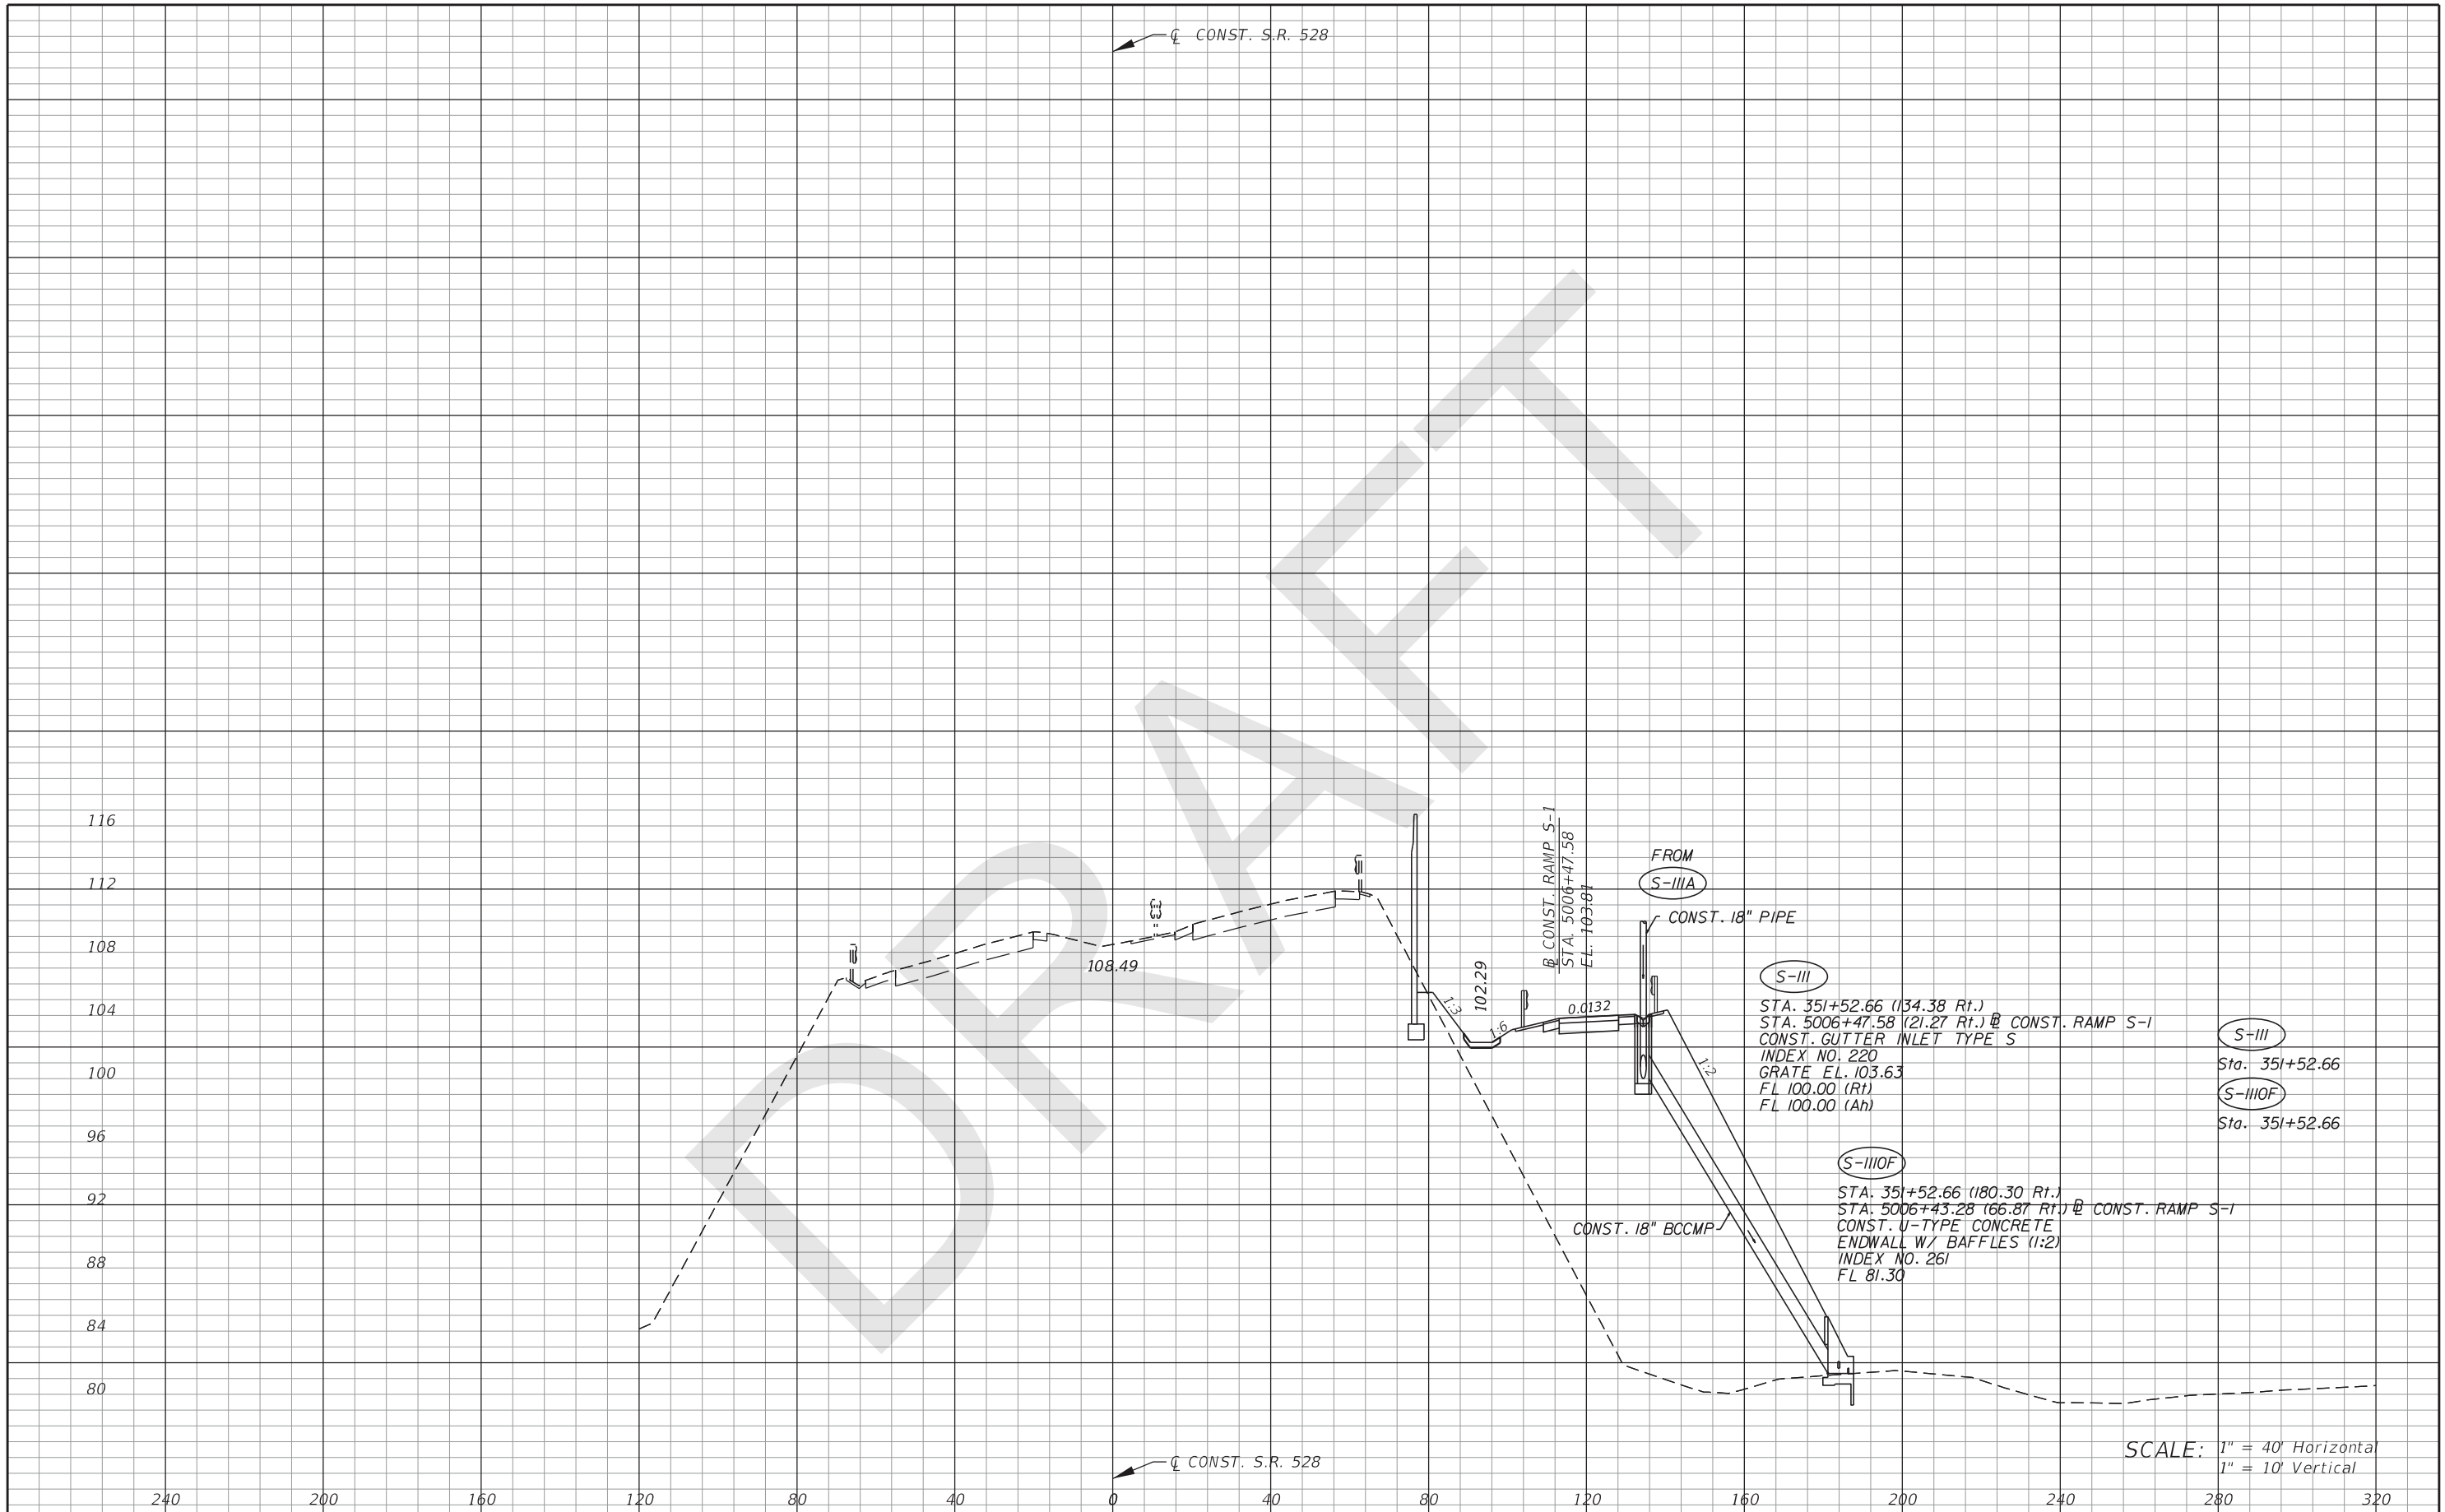 ℄ CONST. S.R. 528
DRAFT
116
112
108
104
100
96
92
88
84
80
108.49
1:3
102.29
1:6
℄ CONST. RAMP S-1
STA. 5006+47.58
EL. 103.81
0.0132
1:2
FROM
S-111A
CONST. 18" PIPE
S-111
STA. 351+52.66 (134.38 Rt.)
STA. 5006+47.58 (21.27 Rt.) ℄ CONST. RAMP S-1
CONST. GUTTER INLET TYPE S
INDEX NO. 220
GRATE EL. 103.63
FL 100.00 (Rt)
FL 100.00 (Ah)
S-111
Sta. 351+52.66
S-111OF
Sta. 351+52.66
S-111OF
STA. 351+52.66 (180.30 Rt.)
STA. 5006+43.28 (66.87 Rt.) ℄ CONST. RAMP S-1
CONST. U-TYPE CONCRETE
ENDWALL W/ BAFFLES (1:2)
INDEX NO. 261
FL 81.30
CONST. 18" BCCMP
℄ CONST. S.R. 528
SCALE: 1" = 40' Horizontal
1" = 10' Vertical
240 200 160 120 80 40 0 40 80 120 160 200 240 280 320